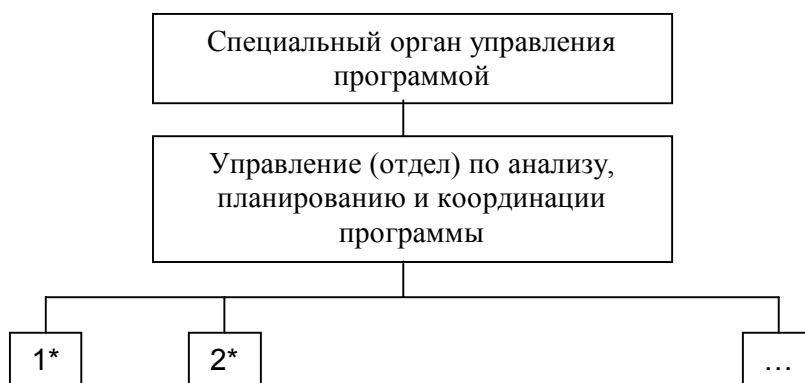 Специальный орган управления
программой
Управление (отдел) по анализу,
планированию и координации
программы
1* 2* ...